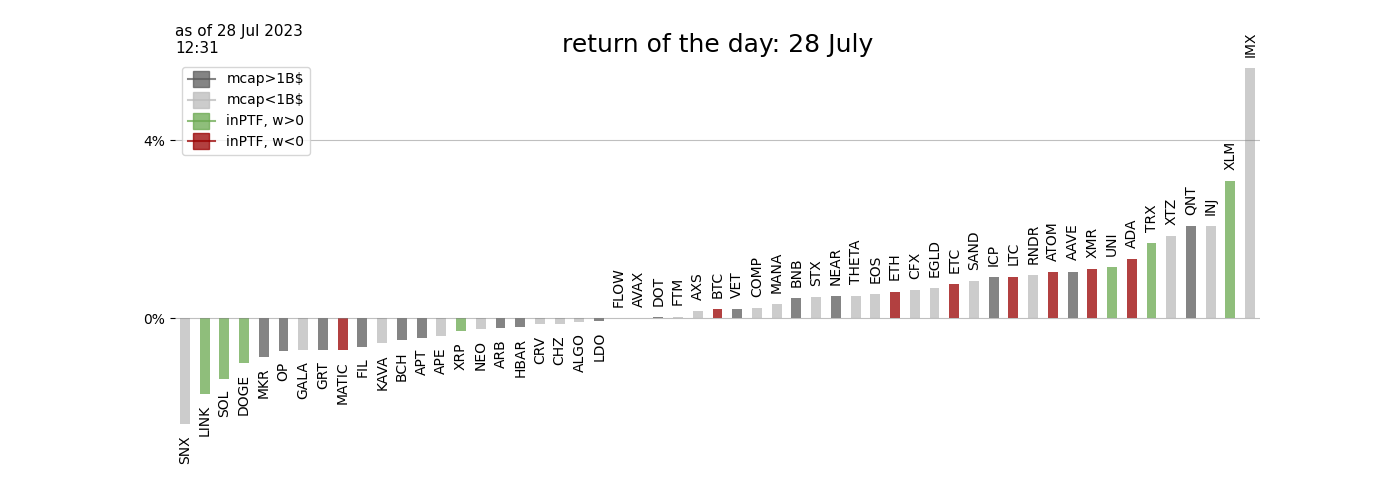 as of 28 Jul 2023
12:31
return of the day: 28 July
mcap>1B$
mcap<1B$
inPTF, w>0
inPTF, w<0
4%
0%
SNX
LINK
SOL
DOGE
MKR
OP
GALA
GRT
MATIC
FIL
KAVA
BCH
APT
APE
XRP
NEO
ARB
HBAR
CRV
CHZ
ALGO
LDO
FLOW
AVAX
DOT
FTM
AXS
BTC
VET
COMP
MANA
BNB
STX
NEAR
THETA
EOS
ETH
CFX
EGLD
ETC
SAND
ICP
LTC
RNDR
ATOM
AAVE
XMR
UNI
ADA
TRX
XTZ
QNT
INJ
XLM
IMX